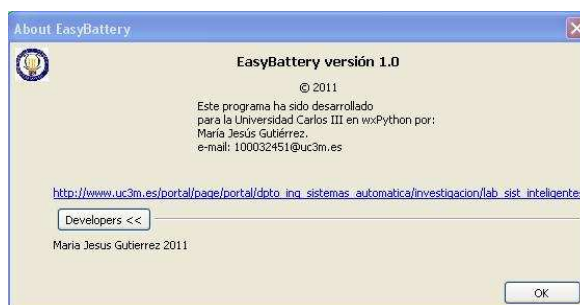 About EasyBattery
EasyBattery versión 1.0
© 2011
Este programa ha sido desarrollado
para la Universidad Carlos III en wxPython por:
María Jesús Gutiérrez.
e-mail: 100032451@uc3m.es
http://www.uc3m.es/portal/page/portal/dpto_ing_sistemas_automatica/investigacion/lab_sist_inteligente
Developers <<
Maria Jesus Gutierrez 2011
OK